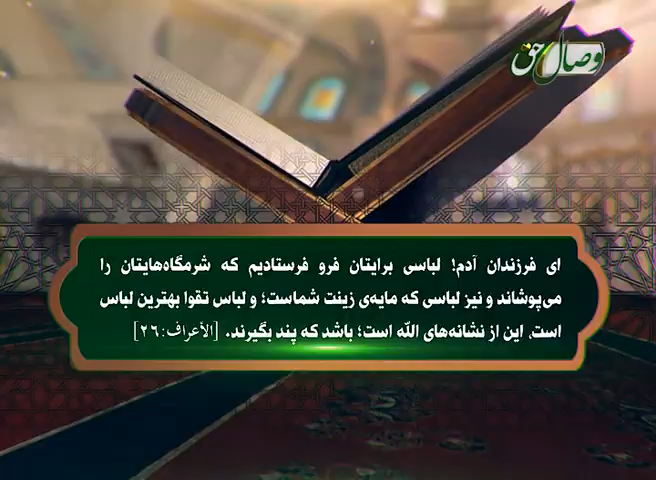 وصال حق
ای فرزندان آدم! لباسی برایتان فرو فرستادیم که شرمگاه‌هایتان را
می‌پوشاند و نیز لباسی که مایه‌ی زینت شماست؛ و لباس تقوا بهترین لباس
است، این از نشانه‌های الله است؛ باشد که پند بگیرند. [الأعراف:۲۶]